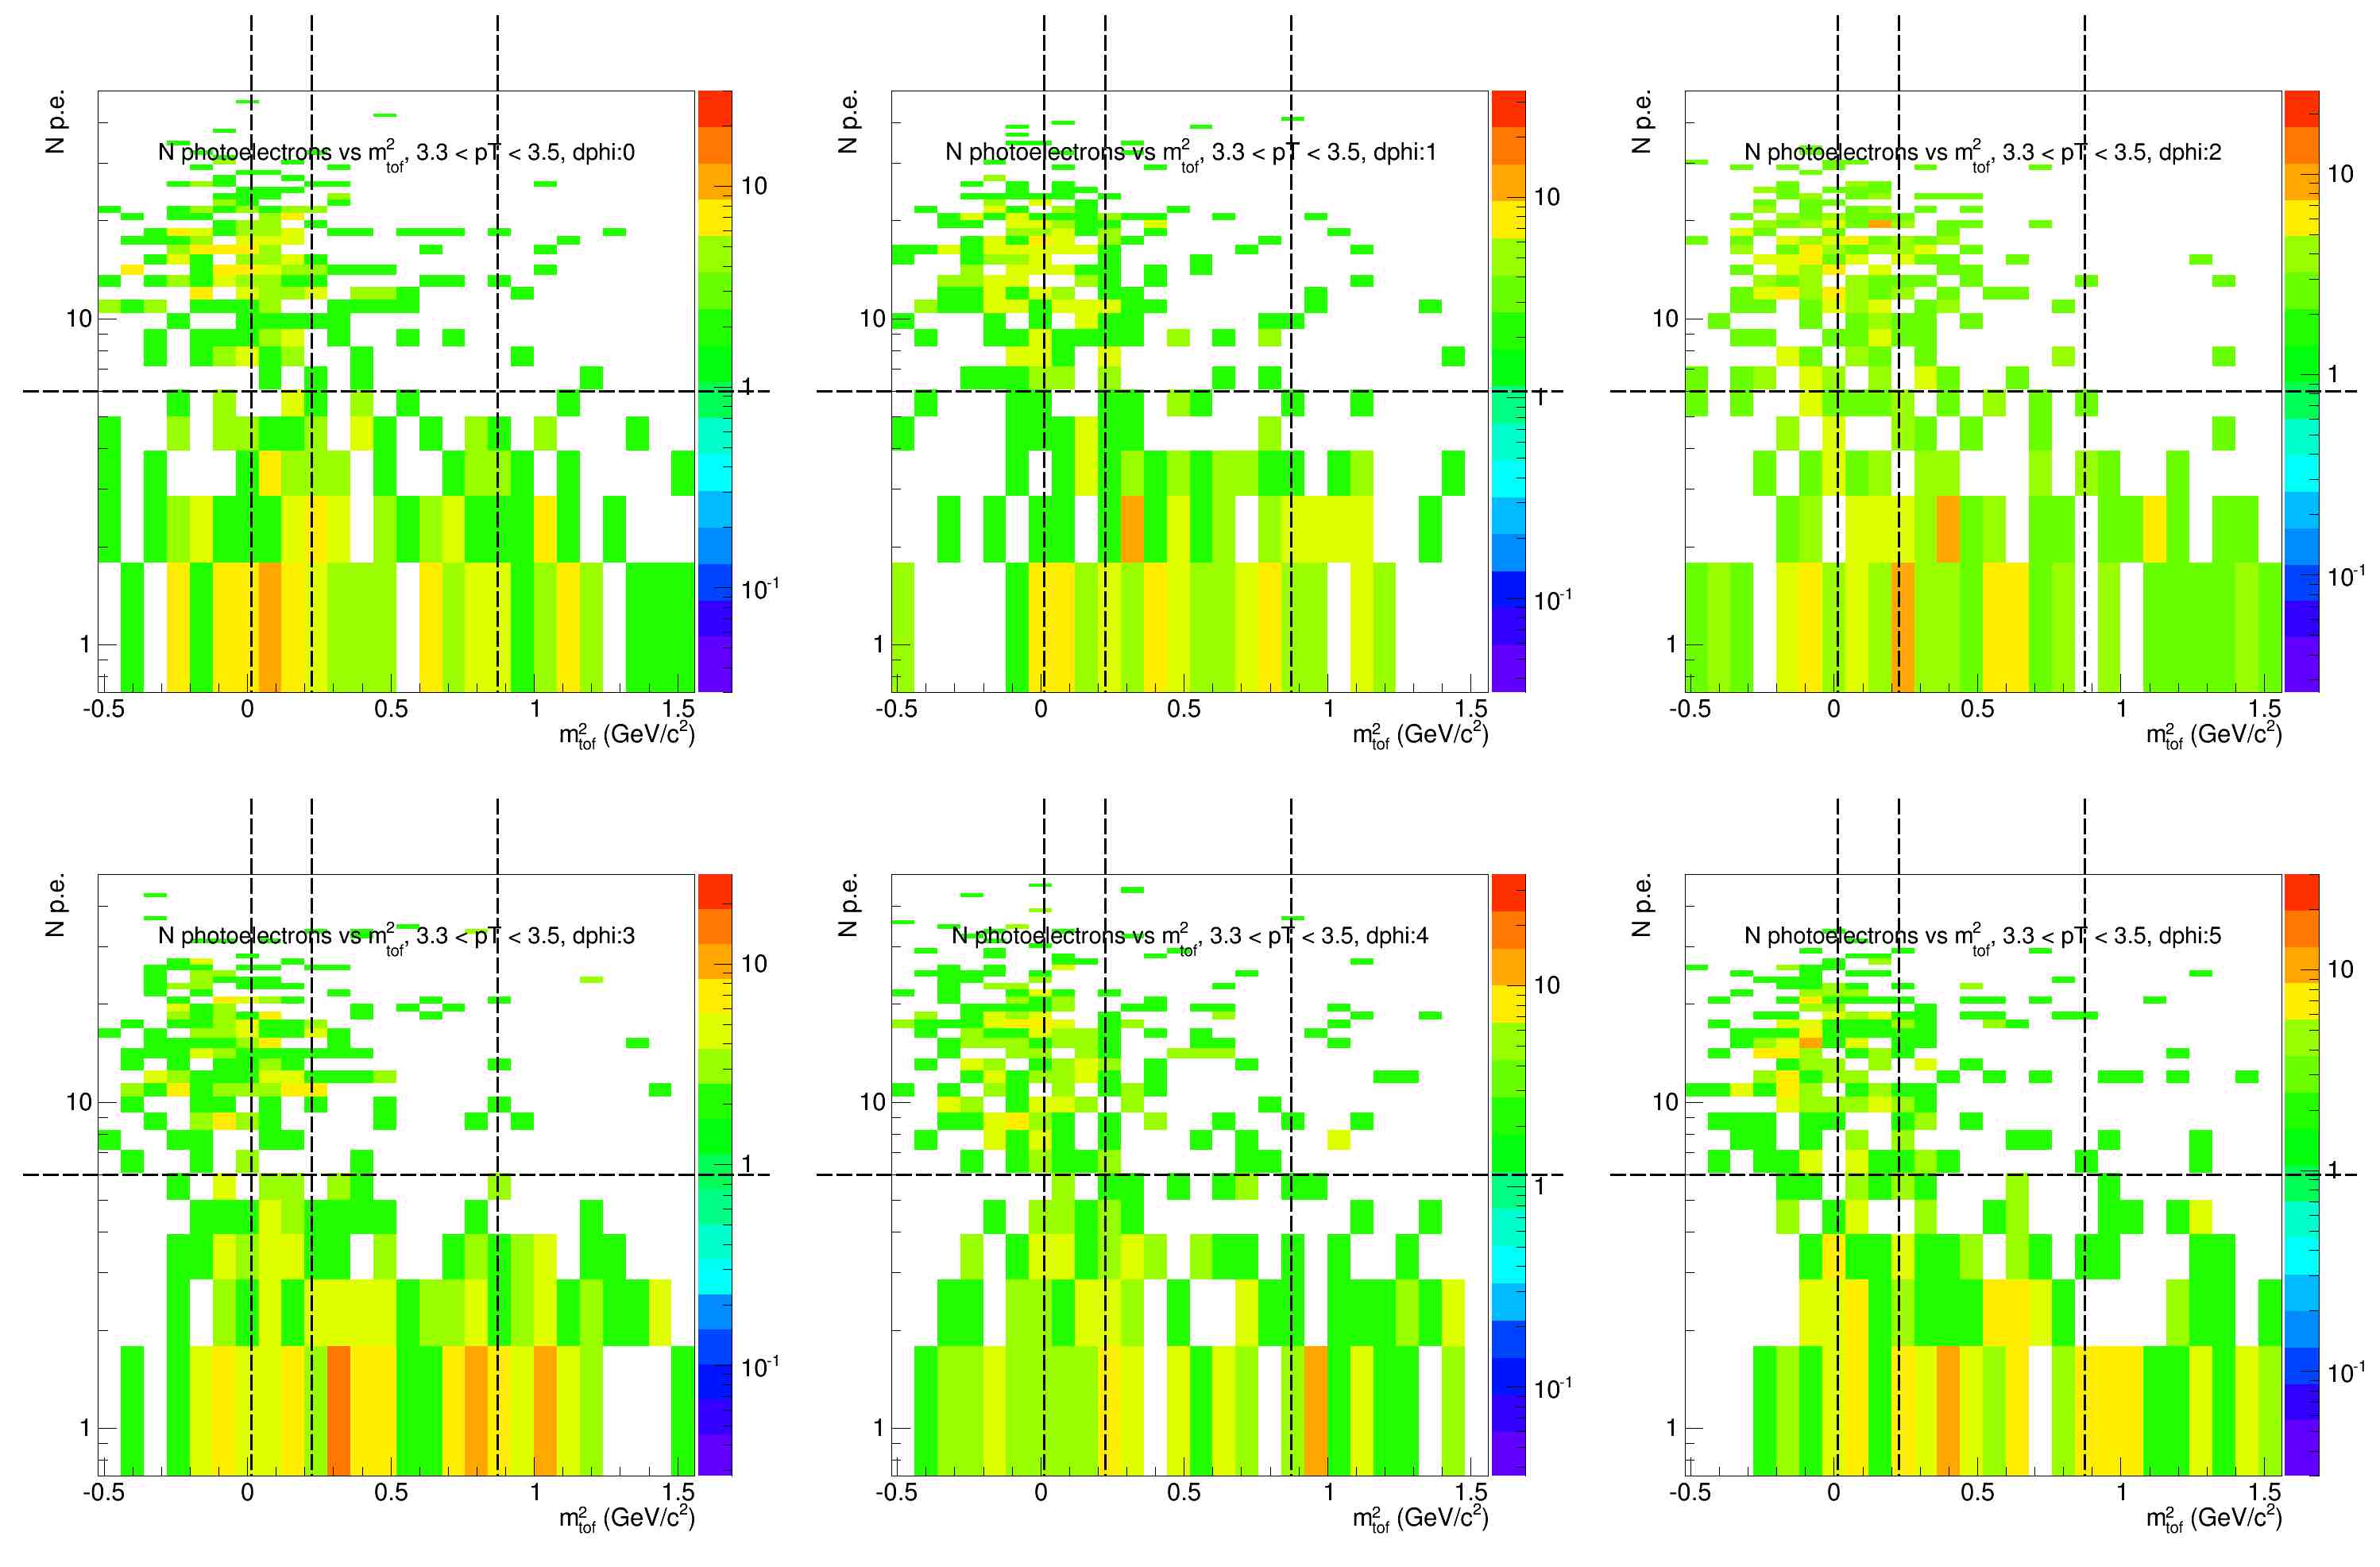 N p.e.
N photoelectrons vs m²tof, 3.3 < pT < 3.5, dphi:0
10
1
-0.5 0 0.5 1 1.5
m²tof (GeV/c²)
10
1
10⁻¹
N p.e.
N photoelectrons vs m²tof, 3.3 < pT < 3.5, dphi:1
10
1
-0.5 0 0.5 1 1.5
m²tof (GeV/c²)
10
1
10⁻¹
N p.e.
N photoelectrons vs m²tof, 3.3 < pT < 3.5, dphi:2
10
1
-0.5 0 0.5 1 1.5
m²tof (GeV/c²)
10
1
10⁻¹
N p.e.
N photoelectrons vs m²tof, 3.3 < pT < 3.5, dphi:3
10
1
-0.5 0 0.5 1 1.5
m²tof (GeV/c²)
10
1
10⁻¹
N p.e.
N photoelectrons vs m²tof, 3.3 < pT < 3.5, dphi:4
10
1
-0.5 0 0.5 1 1.5
m²tof (GeV/c²)
10
1
10⁻¹
N p.e.
N photoelectrons vs m²tof, 3.3 < pT < 3.5, dphi:5
10
1
-0.5 0 0.5 1 1.5
m²tof (GeV/c²)
10
1
10⁻¹